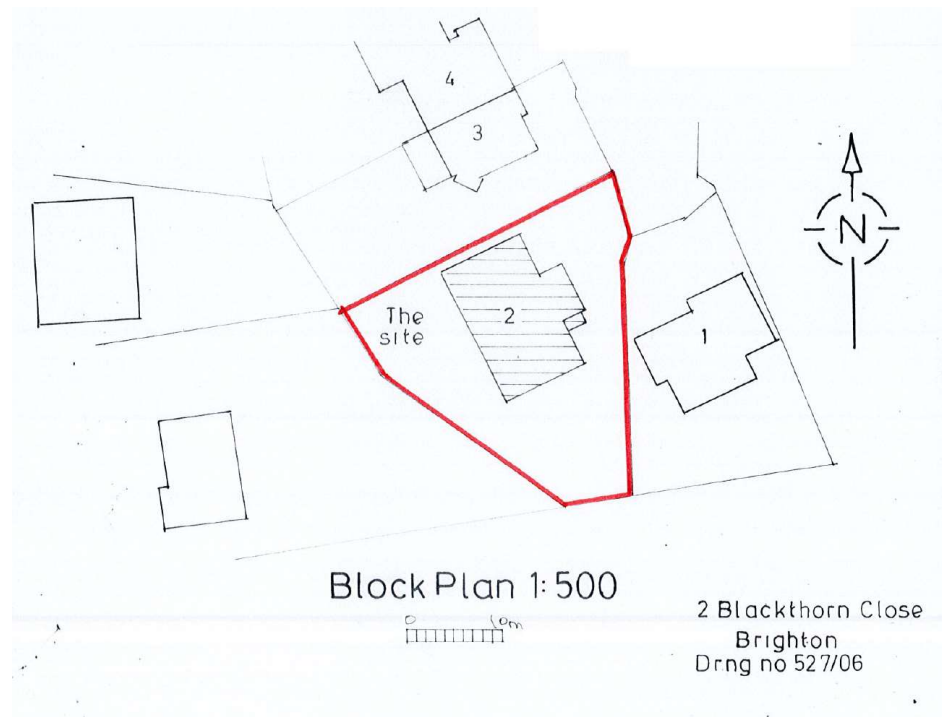 4
3
N
The
site
2
1
Block Plan 1:500
0 10m
2 Blackthorn Close
Brighton
Drng no 527/06